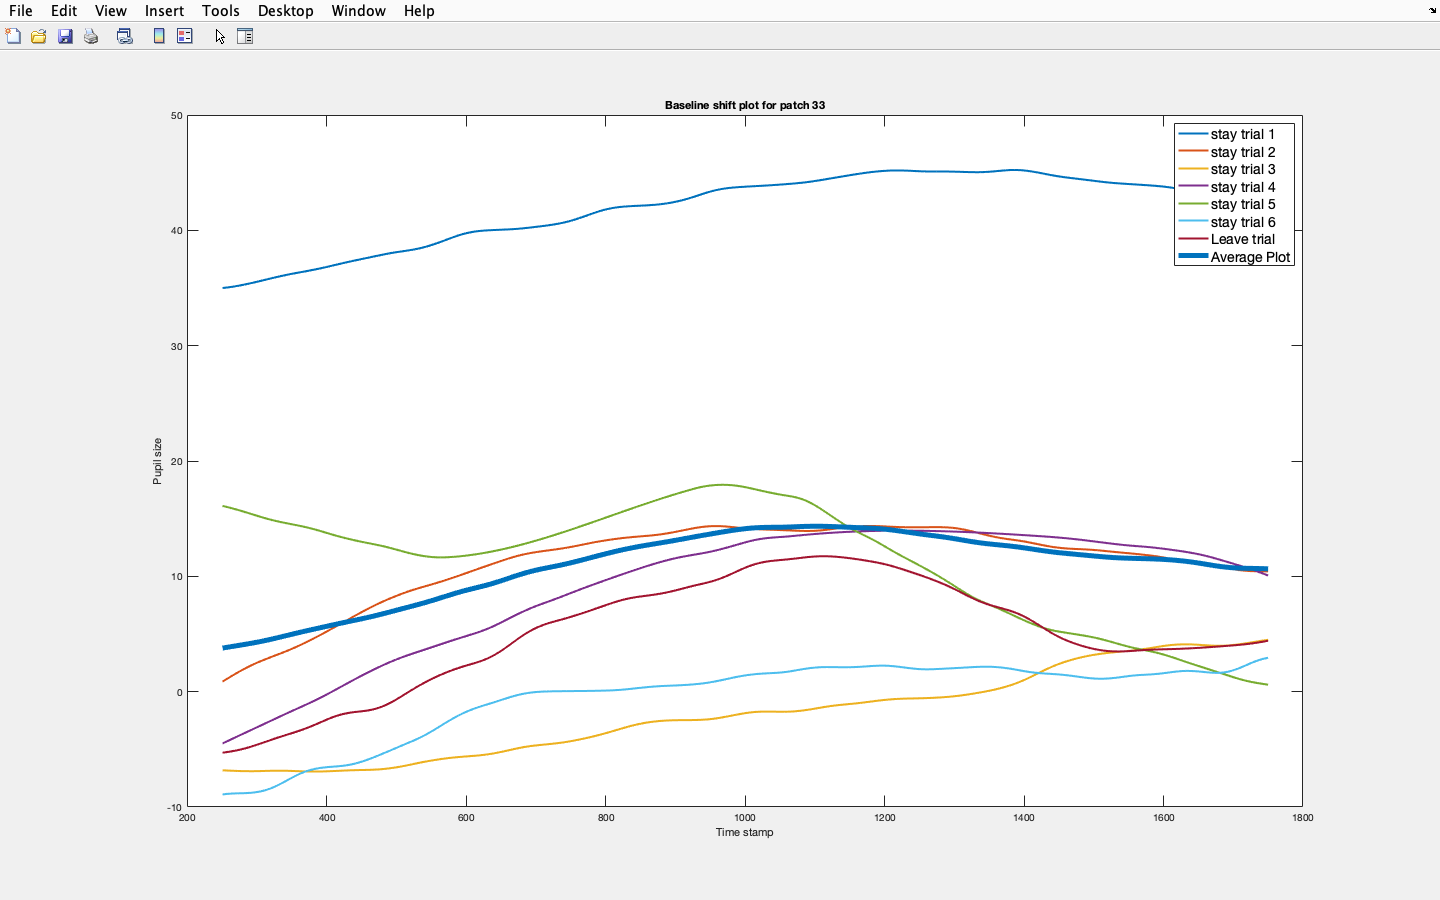 File Edit View Insert Tools Desktop Window Help
Baseline shift plot for patch 33
50
40
30
20
10
0
-10
Pupil size
200 400 600 800 1000 1200 1400 1600 1800
Time stamp
stay trial 1
stay trial 2
stay trial 3
stay trial 4
stay trial 5
stay trial 6
Leave trial
Average Plot